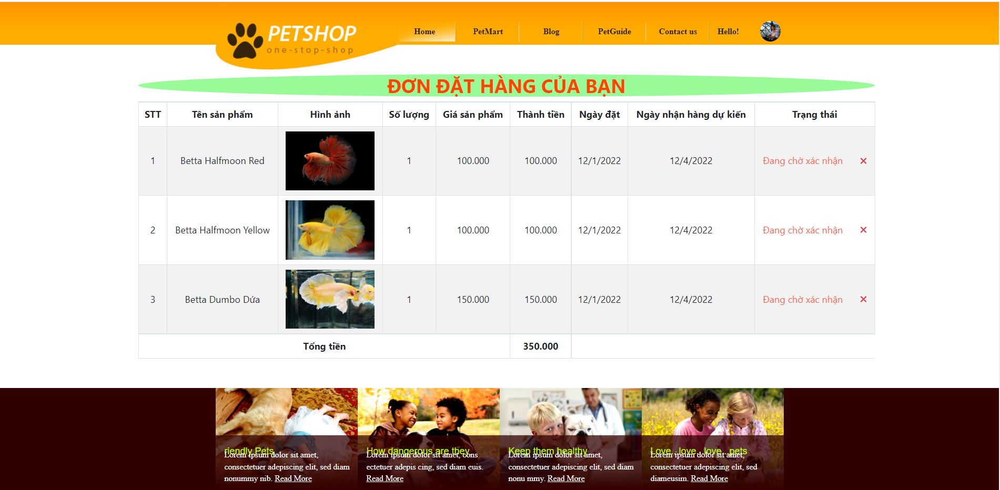 PETSHOP
one-stop-shop
Home PetMart Blog PetGuide Contact us Hello!
ĐƠN ĐẶT HÀNG CỦA BẠN
STT Tên sản phẩm Hình ảnh Số lượng Giá sản phẩm Thành tiền Ngày đặt Ngày nhận hàng dự kiến Trạng thái
1 Betta Halfmoon Red 1 100.000 100.000 12/1/2022 12/4/2022 Đang chờ xác nhận ×
2 Betta Halfmoon Yellow 1 100.000 100.000 12/1/2022 12/4/2022 Đang chờ xác nhận ×
3 Betta Dumbo Dứa 1 150.000 150.000 12/1/2022 12/4/2022 Đang chờ xác nhận ×
Tổng tiền 350.000
riendly Pets
Lorem ipsum dolor sit amet,
consectetuer adepiscing elit, sed diam
nonummy nib. Read More
How dangerous are they
Lorem ipsum dolor sit amet, cons
ectetuer adepis cing, sed diam euis.
Read More
Keep them healthy
Lorem ipsum dolor sit amet,
consectetuer adepiscing elit, sed diam
nonu mmy. Read More
Love...love...love...pets
Lorem ipsum dolor sit amet,
consectetuer adepiscing elit, sed
diameusim. Read More